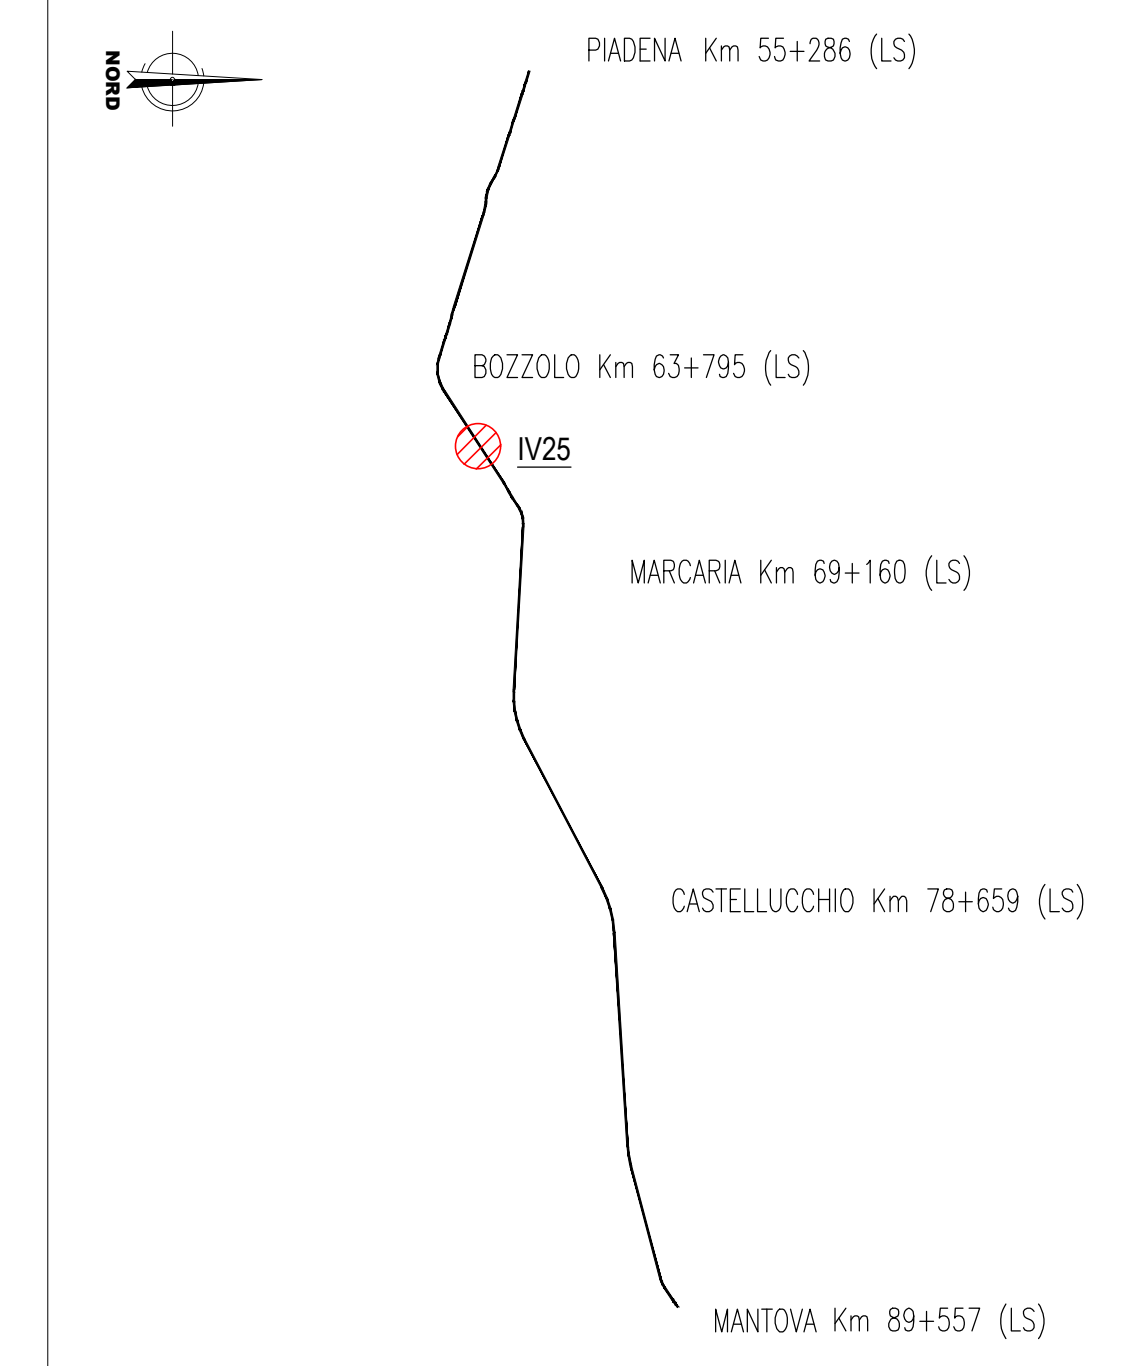 NORD
PIADENA Km 55+286 (LS)
BOZZOLO Km 63+795 (LS)
IV25
MARCARIA Km 69+160 (LS)
CASTELLUCCHIO Km 78+659 (LS)
MANTOVA Km 89+557 (LS)